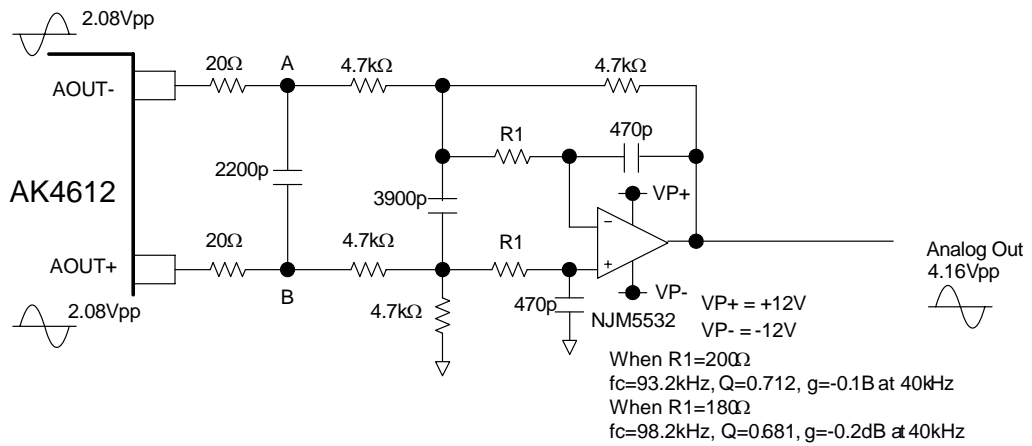 2.08Vpp
AOUT-
20Ω
A
4.7kΩ
4.7kΩ
R1
470p
2200p
3900p
AK4612
VP+
−
+
20Ω
4.7kΩ
R1
AOUT+
B
Analog Out
4.16Vpp
2.08Vpp
4.7kΩ
470p
VP-
NJM5532
VP+ = +12V
VP- = -12V
When R1=200Ω
fc=93.2kHz, Q=0.712, g=-0.1B at 40kHz
When R1=180Ω
fc=98.2kHz, Q=0.681, g=-0.2dB at 40kHz